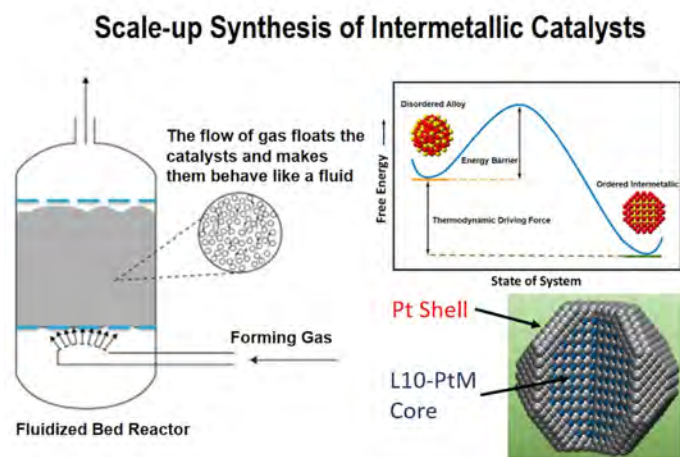 Scale-up Synthesis of Intermetallic Catalysts
The flow of gas floats the
catalysts and makes
them behave like a fluid
Forming Gas
Fluidized Bed Reactor
Free Energy
Disordered Alloy
Energy Barrier
Ordered Intermetallic
Thermodynamic Driving Force
State of System
Pt Shell
L10-PtM
Core